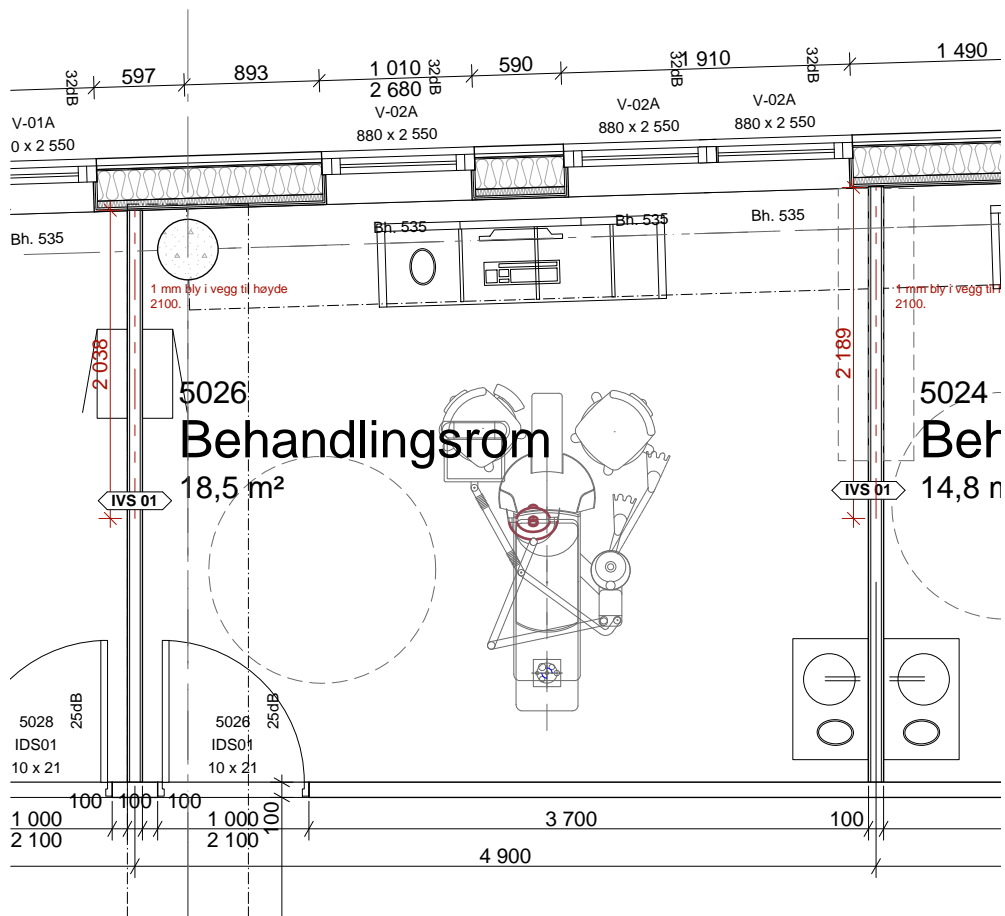 597
893
1 010
2 680
590
1 910
1 490
32dB
32dB
32dB
32dB
V-01A
0 x 2 550
V-02A
880 x 2 550
V-02A
880 x 2 550
V-02A
880 x 2 550
Bh. 535
Bh. 535
Bh. 535
Bh. 535
1 mm bly i vegg til høyde
2100.
1 mm bly i vegg til h
2100.
2 038
2 189
5026
Behandlingsrom
18,5 m²
5024
Beh
14,8 m
IVS 01
IVS 01
5028
IDS01
10 x 21
25dB
5026
IDS01
10 x 21
25dB
100
100
100
100
1 000
2 100
1 000
2 100
3 700
100
4 900